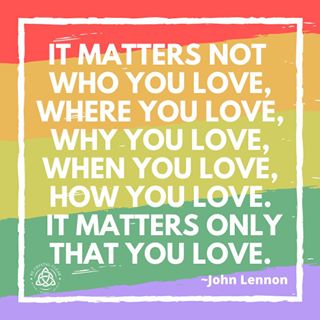 IT MATTERS NOT
WHO YOU LOVE,
WHERE YOU LOVE,
WHY YOU LOVE,
WHEN YOU LOVE,
HOW YOU LOVE.
IT MATTERS ONLY
THAT YOU LOVE.
~John Lennon